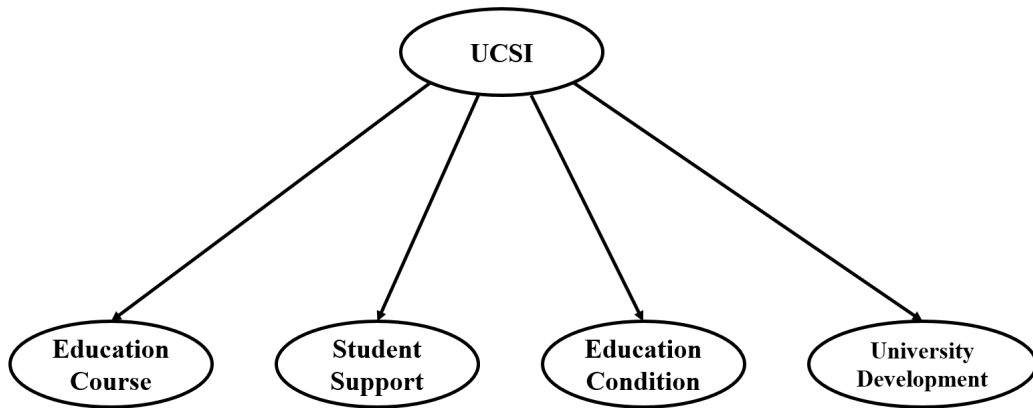 UCSI
Education
Course
Student
Support
Education
Condition
University
Development